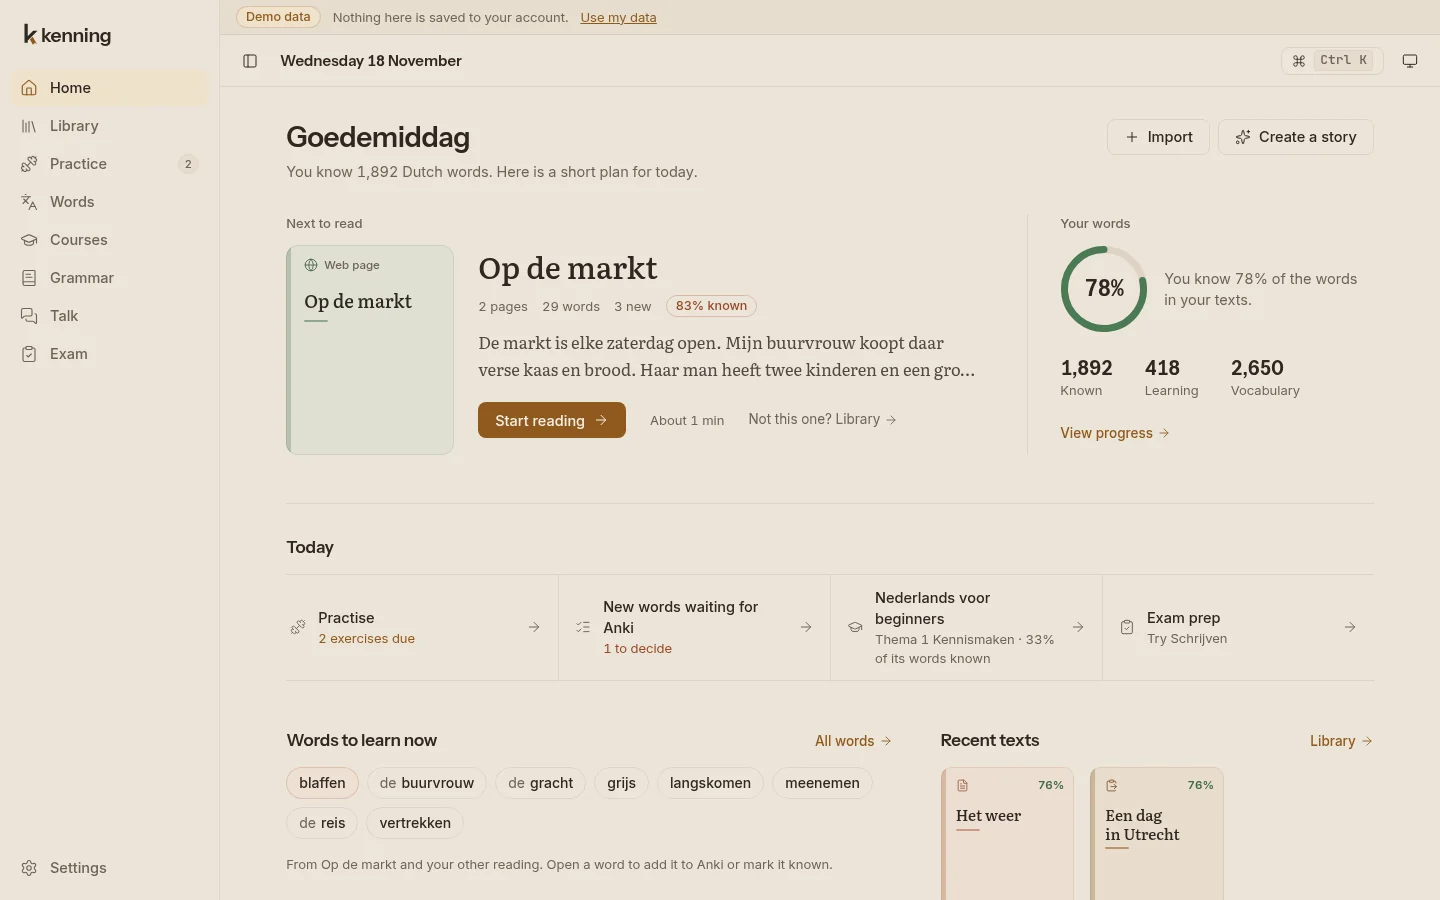 kenning
Home
Library
Practice
2
Words
Courses
Grammar
Talk
Exam
Settings
Demo data
Nothing here is saved to your account.
Use my data
Wednesday 18 November
Ctrl K
Goedemiddag
Import
Create a story
You know 1,892 Dutch words. Here is a short plan for today.
Next to read
Web page
Op de markt
Op de markt
2 pages
29 words
3 new
83% known
De markt is elke zaterdag open. Mijn buurvrouw koopt daar
verse kaas en brood. Haar man heeft twee kinderen en een gro...
Start reading
About 1 min
Not this one? Library
Your words
78%
You know 78% of the words
in your texts.
1,892
Known
418
Learning
2,650
Vocabulary
View progress
Today
Practise
2 exercises due
New words waiting for
Anki
1 to decide
Nederlands voor
beginners
Thema 1 Kennismaken · 33%
of its words known
Exam prep
Try Schrijven
Words to learn now
All words
blaffen
de buurvrouw
de gracht
grijs
langskomen
meenemen
de reis
vertrekken
From Op de markt and your other reading. Open a word to add it to Anki or mark it known.
Recent texts
Library
76%
Het weer
76%
Een dag
in Utrecht